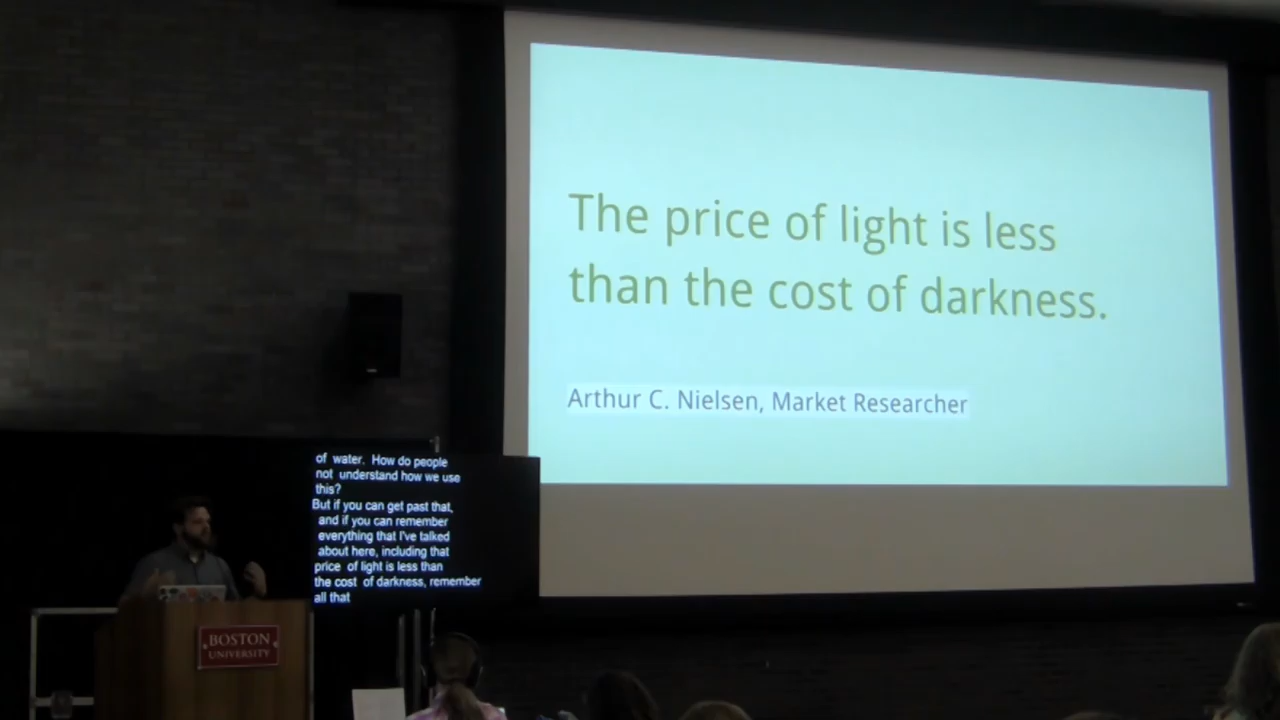 The price of light is less
than the cost of darkness.
Arthur C. Nielsen, Market Researcher
of water. How do people
not understand how we use
this?
But if you can get past that,
and if you can remember
everything that I've talked
about here, including that
price of light is less than
the cost of darkness, remember
all that
BOSTON
UNIVERSITY